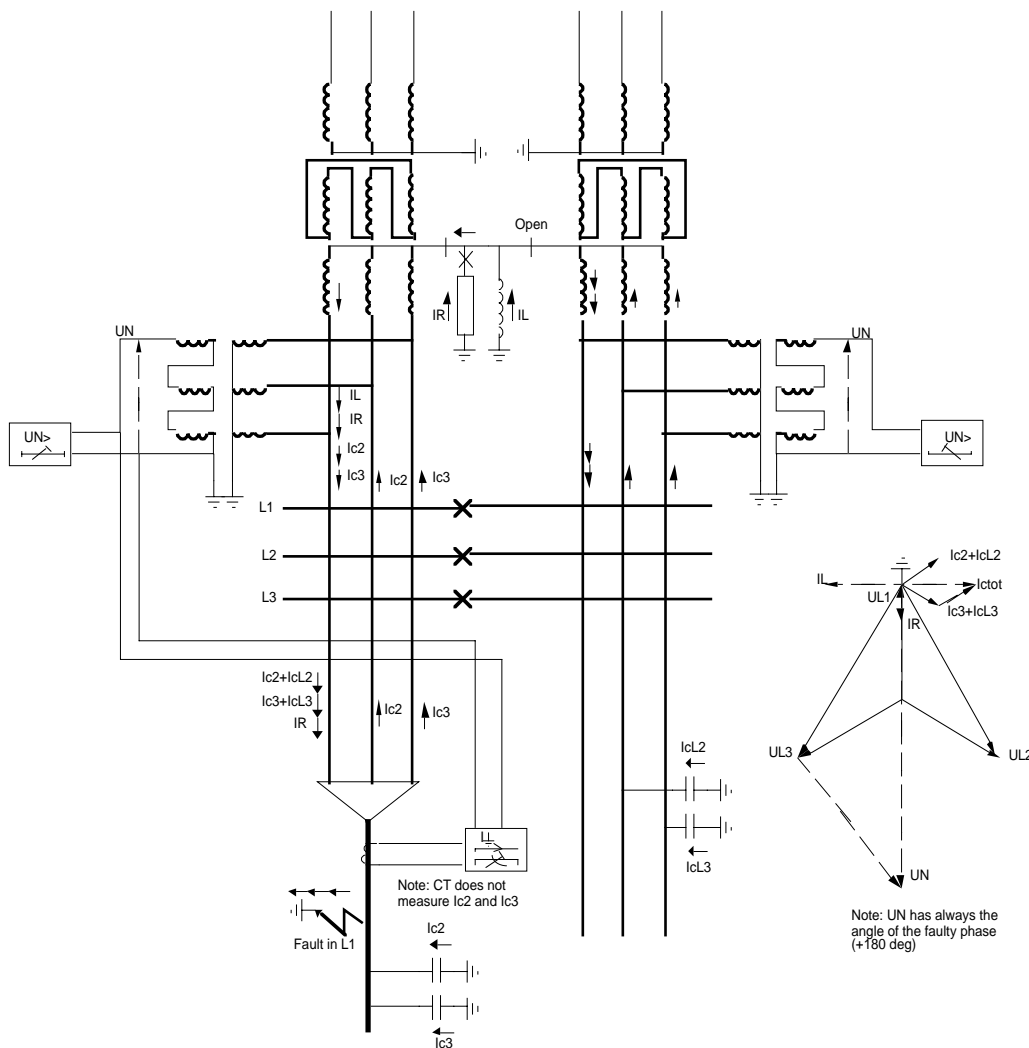 Open
IR
IL
UN
UN
IL
IR
Ic2
Ic3
Ic2
Ic3
UN>
UN>
L1
L2
L3
Ic2+IcL2
Ic3+IcL3
IR
Ic2
Ic3
Ic2+IcL2
IL
Ictot
UL1
Ic3+IcL3
IR
UL3
UL2
UN
IcL2
IcL3
Note: CT does not
measure Ic2 and Ic3
Fault in L1
Ic2
Ic3
Note: UN has always the
angle of the faulty phase
(+180 deg)